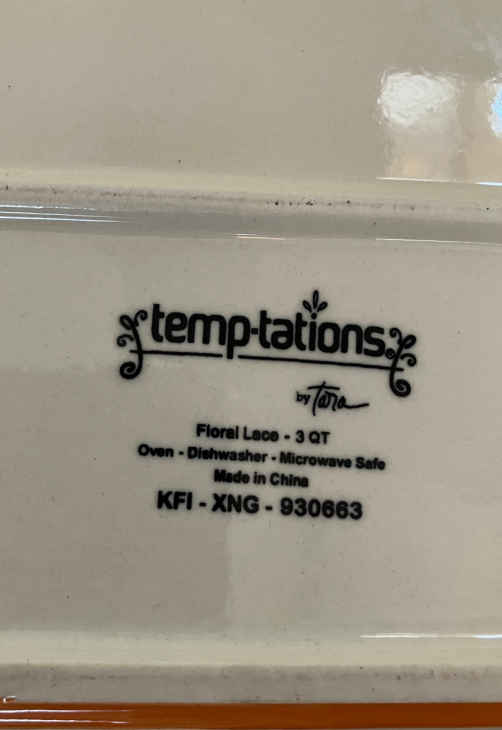 temp-tations
by Tara
Floral Lace - 3 QT
Oven - Dishwasher - Microwave Safe
Made in China
KFI - XNG - 930663